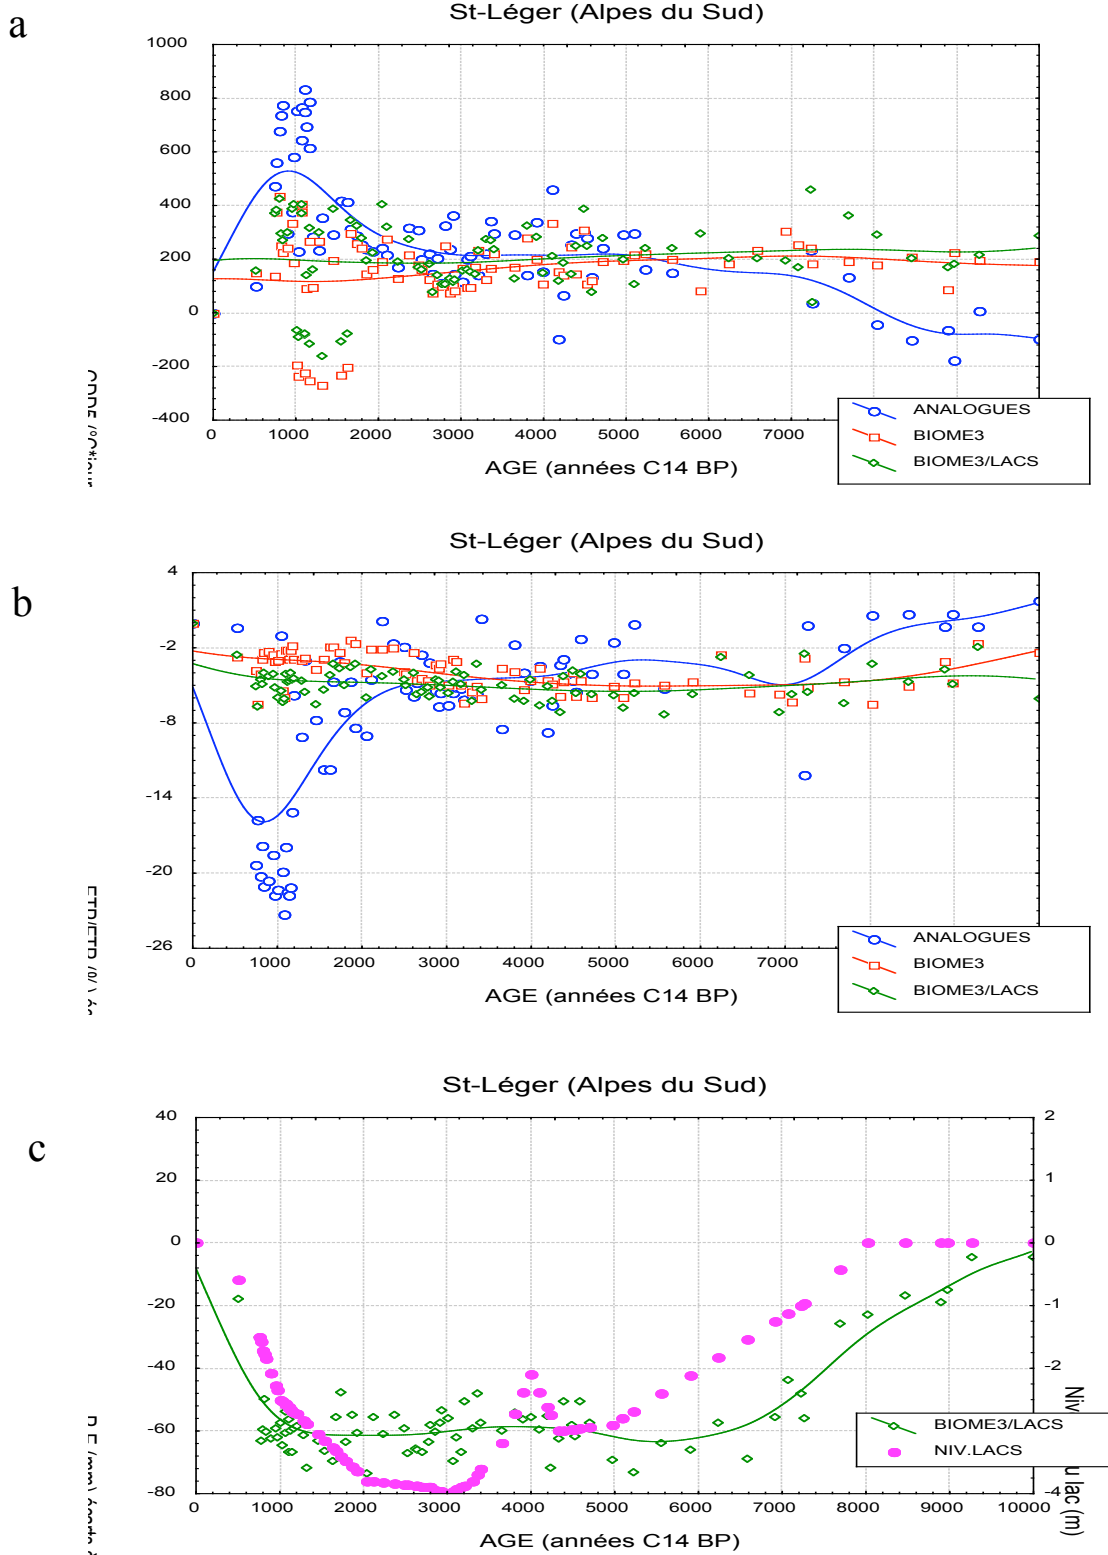 a
St-Léger (Alpes du Sud)
1000
800
600
400
200
0
-200
-400
0 1000 2000 3000 4000 5000 6000 7000
AGE (années C14 BP)
ANALOGUES
BIOME3
BIOME3/LACS
b
St-Léger (Alpes du Sud)
4
-2
-8
-14
-20
-26
0 1000 2000 3000 4000 5000 6000 7000
AGE (années C14 BP)
ANALOGUES
BIOME3
BIOME3/LACS
c
St-Léger (Alpes du Sud)
40
20
0
-20
-40
-60
-80
2
1
0
-1
-2
-4
0 1000 2000 3000 4000 5000 6000 7000 8000 9000 10000
AGE (années C14 BP)
BIOME3/LACS
NIV.LACS
Niv
u lac (m)